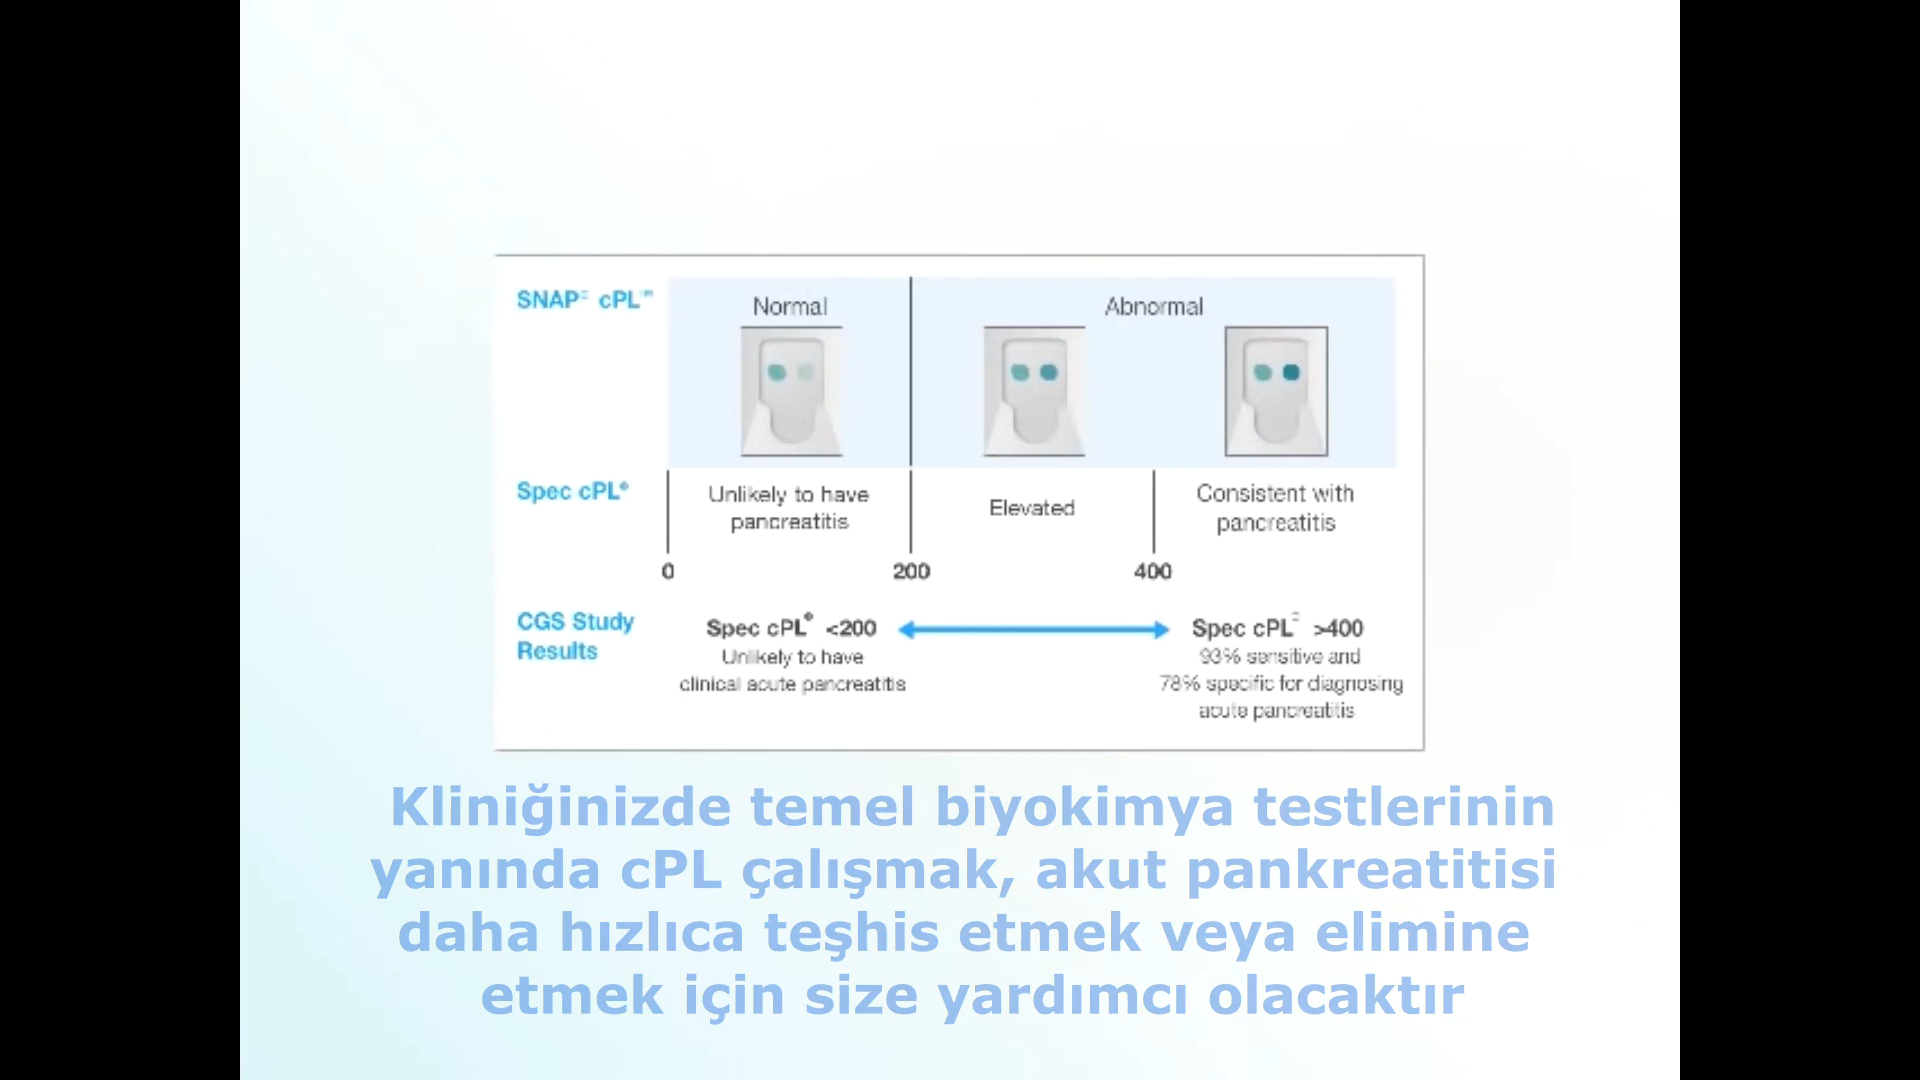 SNAP® cPL™
Normal
Abnormal
Spec cPL®
Unlikely to have
pancreatitis
Elevated
Consistent with
pancreatitis
0
200
400
CGS Study
Results
Spec cPL® <200
Unlikely to have
clinical acute pancreatitis
Spec cPL® >400
93% sensitive and
78% specific for diagnosing
acute pancreatitis
Kliniğinizde temel biyokimya testlerinin
yanında cPL çalışmak, akut pankreatitisi
daha hızlıca teşhis etmek veya elimine
etmek için size yardımcı olacaktır